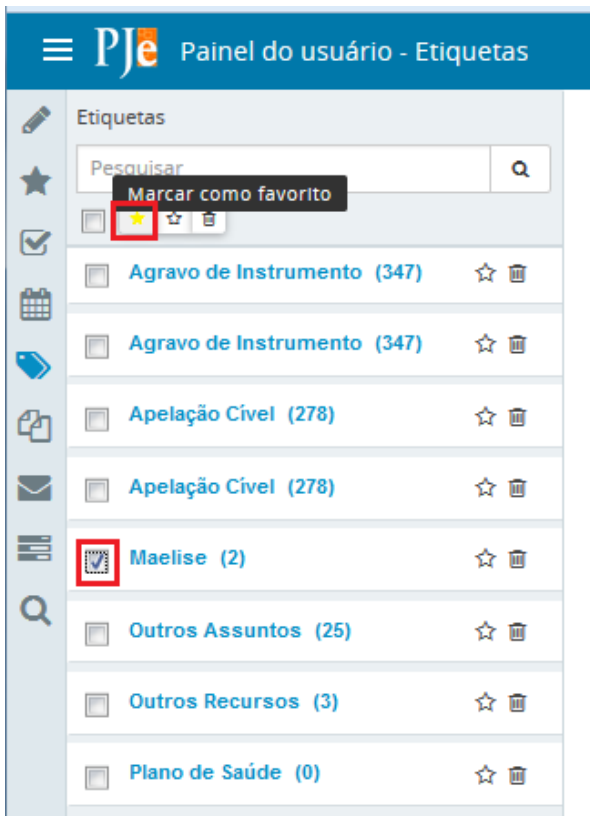 PJe Painel do usuário - Etiquetas
Etiquetas
Pesquisar
Marcar como favorito
Agravo de Instrumento (347)
Agravo de Instrumento (347)
Apelação Cível (278)
Apelação Cível (278)
Maelise (2)
Outros Assuntos (25)
Outros Recursos (3)
Plano de Saúde (0)